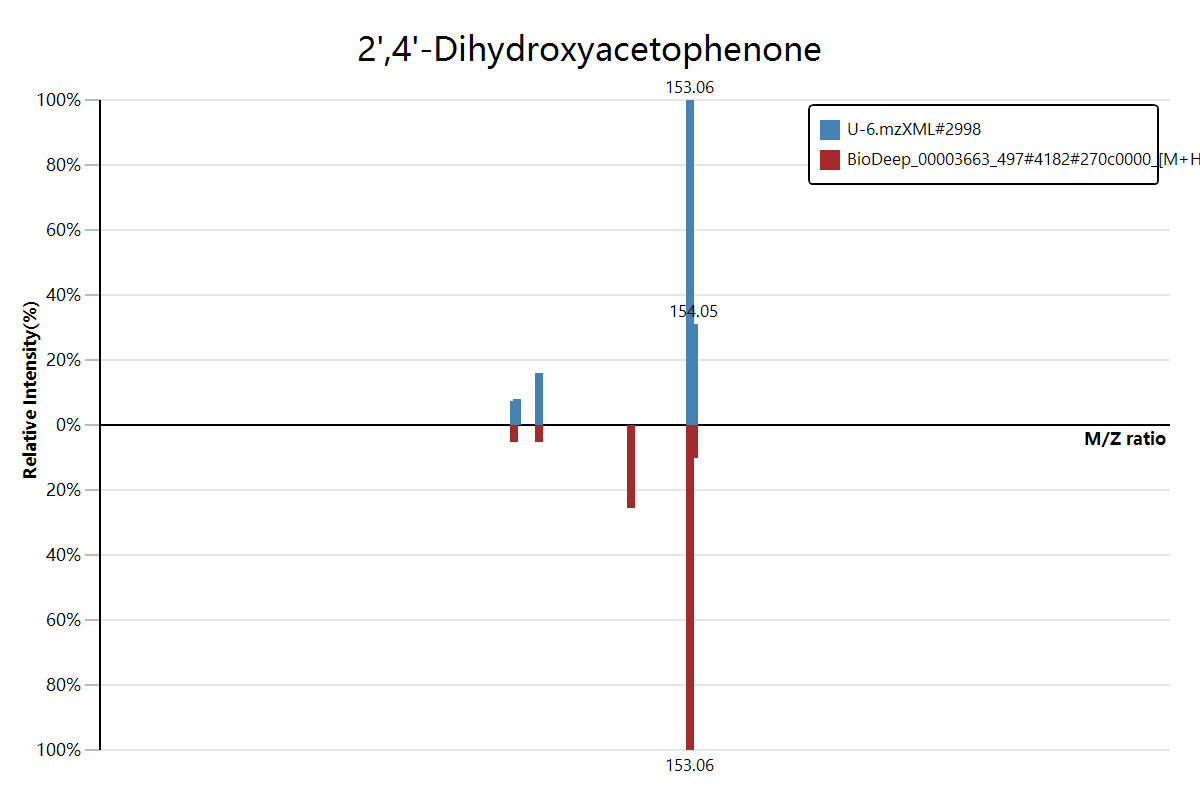 2',4'-Dihydroxyacetophenone
153.06
100%
U-6.mzXML#2998
BioDeep_00003663_497#4182#270c0000_[M+H
80%
60%
40%
154.05
20%
0%
M/Z ratio
Relative Intensity(%)
20%
40%
60%
80%
100%
153.06